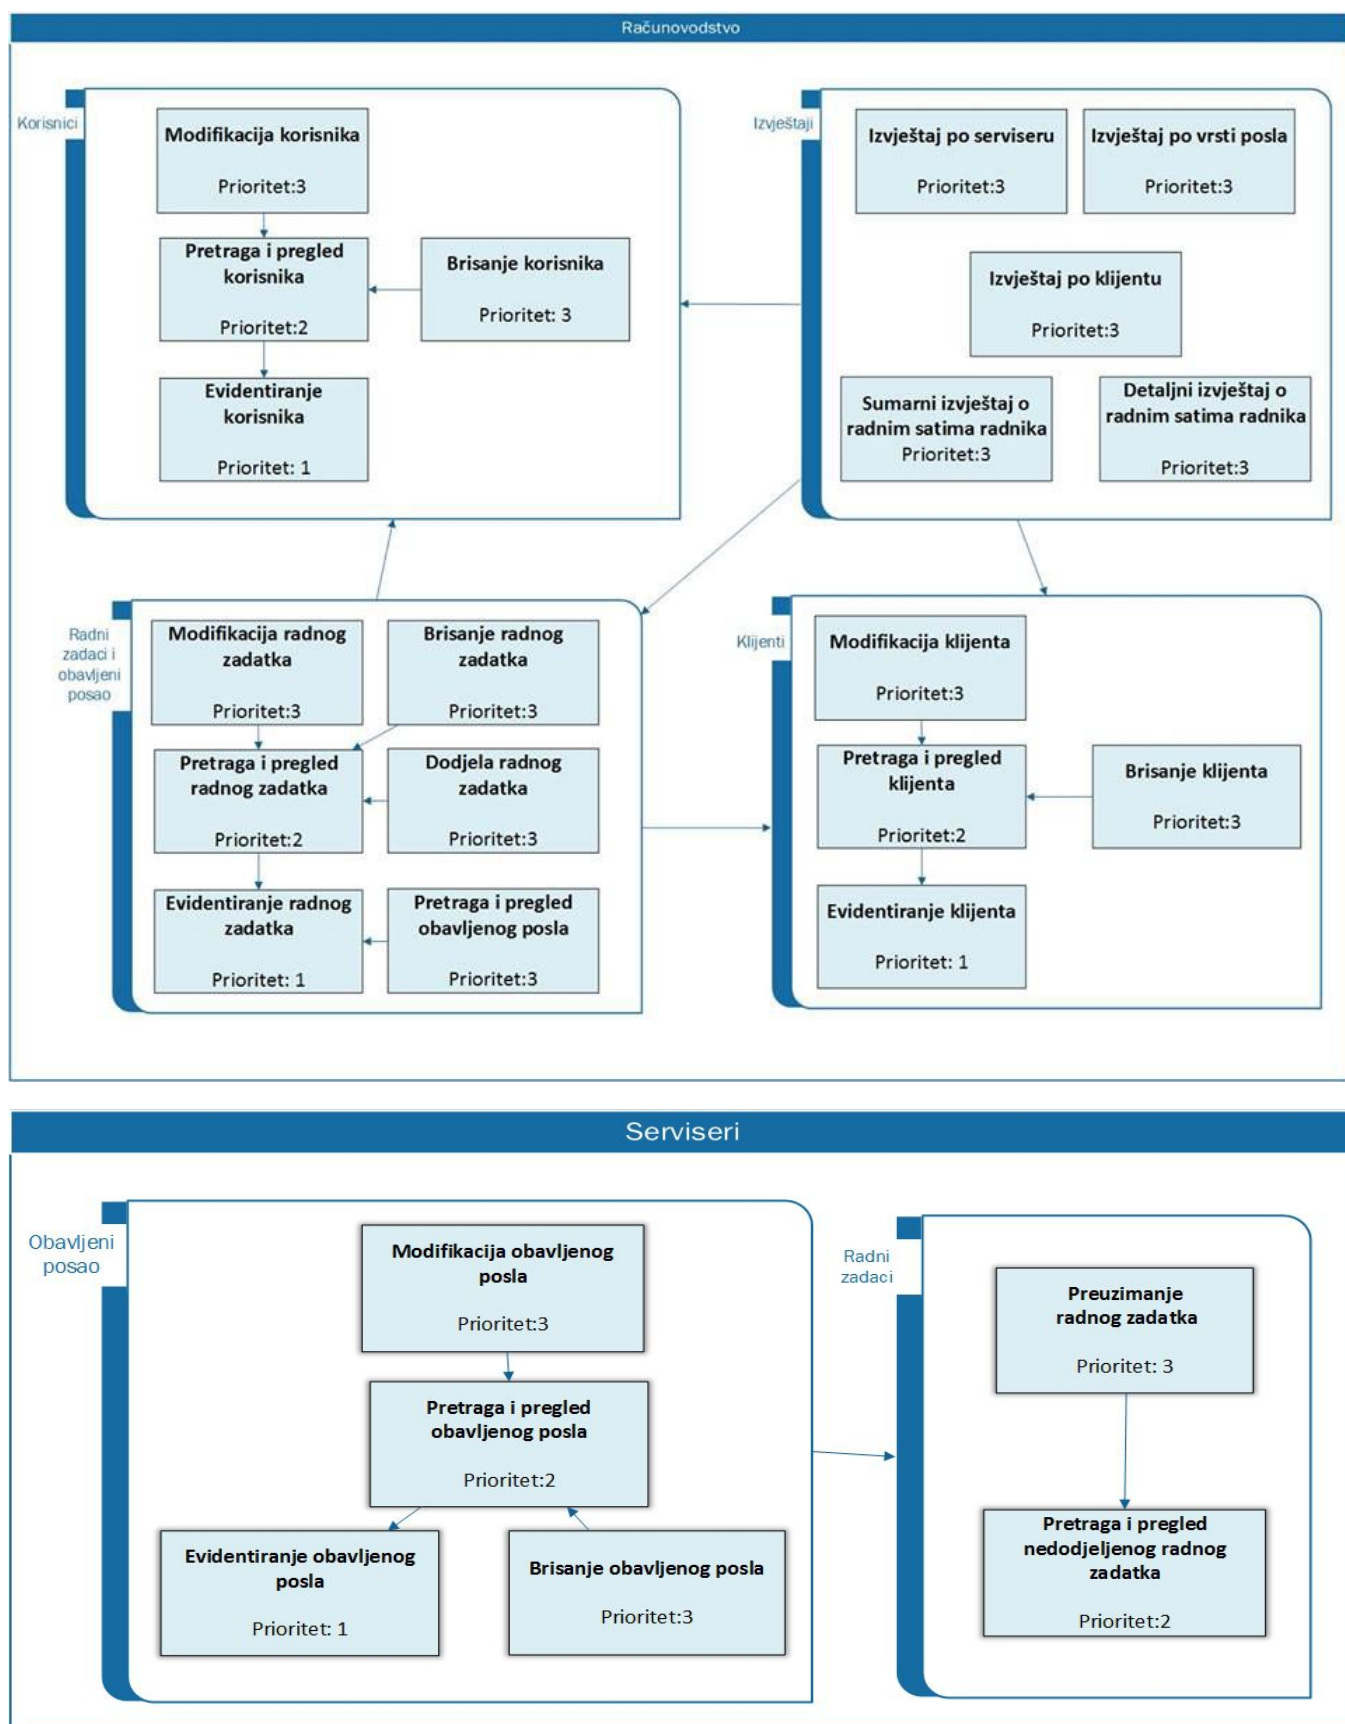 Računovodstvo
Korisnici
Modifikacija korisnika
Prioritet:3
Pretraga i pregled
korisnika
Prioritet:2
Brisanje korisnika
Prioritet: 3
Evidentiranje
korisnika
Prioritet: 1
Izvještaji
Izvještaj po serviseru
Prioritet:3
Izvještaj po vrsti posla
Prioritet:3
Izvještaj po klijentu
Prioritet:3
Sumarni izvještaj o
radnim satima radnika
Prioritet:3
Detaljni izvještaj o
radnim satima radnika
Prioritet:3
Radni
zadaci i
obavljeni
posao
Modifikacija radnog
zadatka
Prioritet:3
Brisanje radnog
zadatka
Prioritet:3
Pretraga i pregled
radnog zadatka
Prioritet:2
Dodjela radnog
zadatka
Prioritet:3
Evidentiranje radnog
zadatka
Prioritet: 1
Pretraga i pregled
obavljenog posla
Prioritet:3
Klijenti
Modifikacija klijenta
Prioritet:3
Pretraga i pregled
klijenta
Prioritet:2
Brisanje klijenta
Prioritet:3
Evidentiranje klijenta
Prioritet: 1
Serviseri
Obavljeni
posao
Modifikacija obavljenog
posla
Prioritet:3
Pretraga i pregled
obavljenog posla
Prioritet:2
Evidentiranje obavljenog
posla
Prioritet: 1
Brisanje obavljenog posla
Prioritet:3
Radni
zadaci
Preuzimanje
radnog zadatka
Prioritet: 3
Pretraga i pregled
nedodjeljenog radnog
zadatka
Prioritet:2